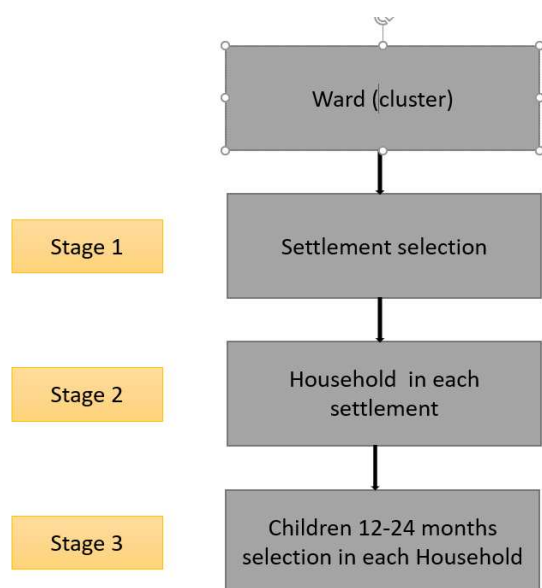 Ward (cluster)
Stage 1
Settlement selection
Stage 2
Household in each
settlement
Stage 3
Children 12-24 months
selection in each Household